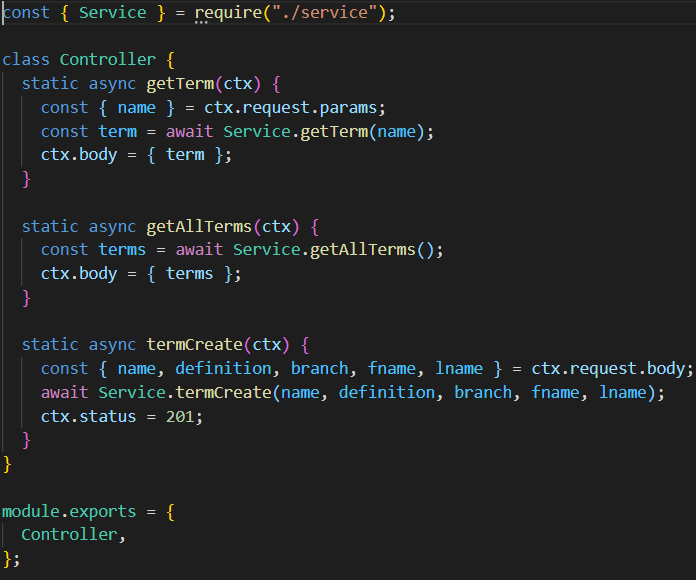 const { Service } = require("./service");

class Controller {
  static async getTerm(ctx) {
    const { name } = ctx.request.params;
    const term = await Service.getTerm(name);
    ctx.body = { term };
  }

  static async getAllTerms(ctx) {
    const terms = await Service.getAllTerms();
    ctx.body = { terms };
  }

  static async termCreate(ctx) {
    const { name, definition, branch, fname, lname } = ctx.request.body;
    await Service.termCreate(name, definition, branch, fname, lname);
    ctx.status = 201;
  }
}

module.exports = {
  Controller,
};